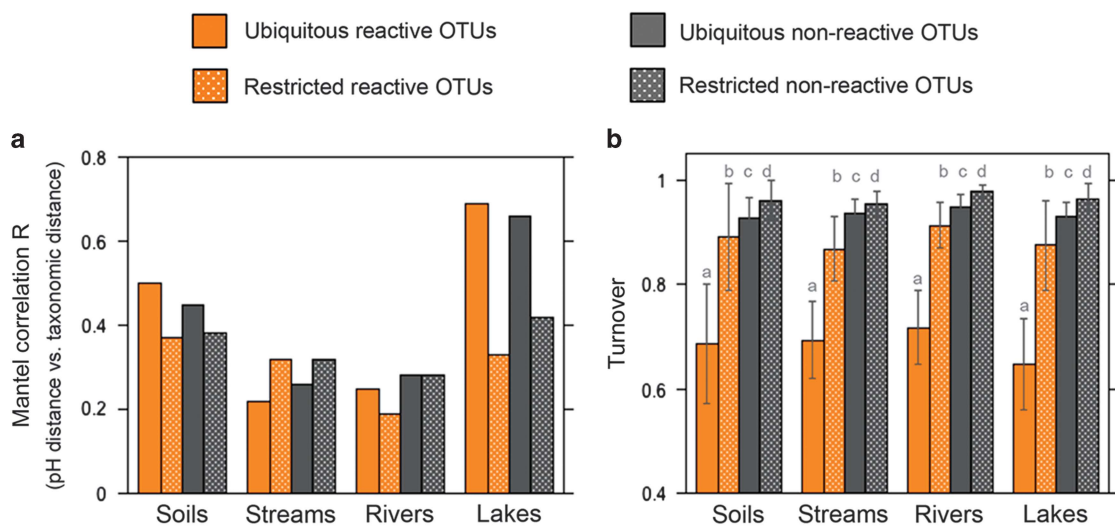 Ubiquitous reactive OTUs
Ubiquitous non-reactive OTUs
Restricted reactive OTUs
Restricted non-reactive OTUs
a
Mantel correlation R
(pH distance vs. taxonomic distance)
0.8
0.6
0.4
0.2
0
Soils Streams Rivers Lakes
b
Turnover
1
0.8
0.6
0.4
a b c d a b c d a b c d a b c d
Soils Streams Rivers Lakes